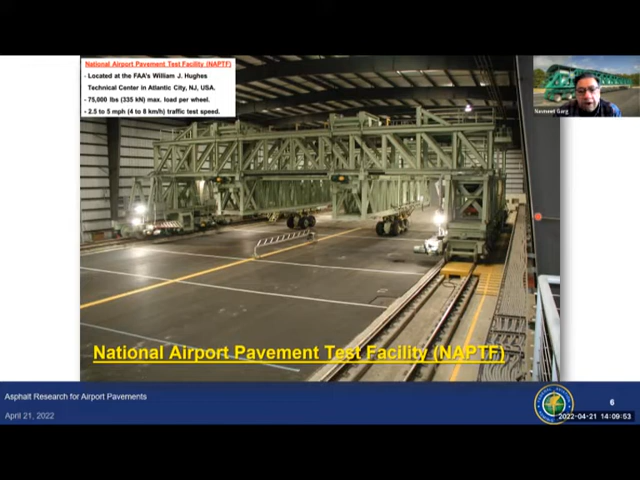 National Airport Pavement Test Facility (NAPTF)
- Located at the FAA's William J. Hughes
Technical Center in Atlantic City, NJ, USA.
- 75,000 lbs (335 kN) max. load per wheel.
- 2.5 to 5 mph (4 to 8 km/h) traffic test speed.
Navneet Garg
National Airport Pavement Test Facility (NAPTF)
Asphalt Research for Airport Pavements
April 21, 2022
6
2022-04-21 14:09:53